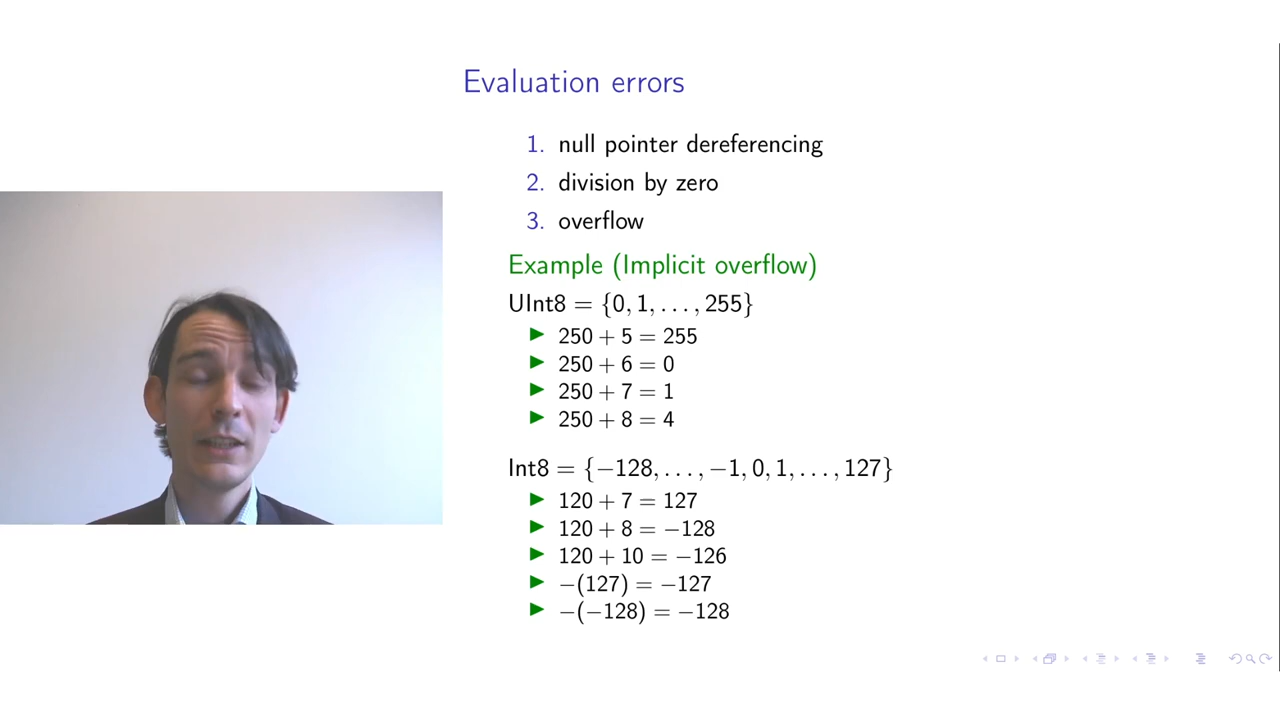 Evaluation errors
1. null pointer dereferencing
2. division by zero
3. overflow
Example (Implicit overflow)
UInt8 = {0, 1, . . . , 255}
▶ 250 + 5 = 255
▶ 250 + 6 = 0
▶ 250 + 7 = 1
▶ 250 + 8 = 4
Int8 = {−128, . . . , −1, 0, 1, . . . , 127}
▶ 120 + 7 = 127
▶ 120 + 8 = −128
▶ 120 + 10 = −126
▶ −(127) = −127
▶ −(−128) = −128